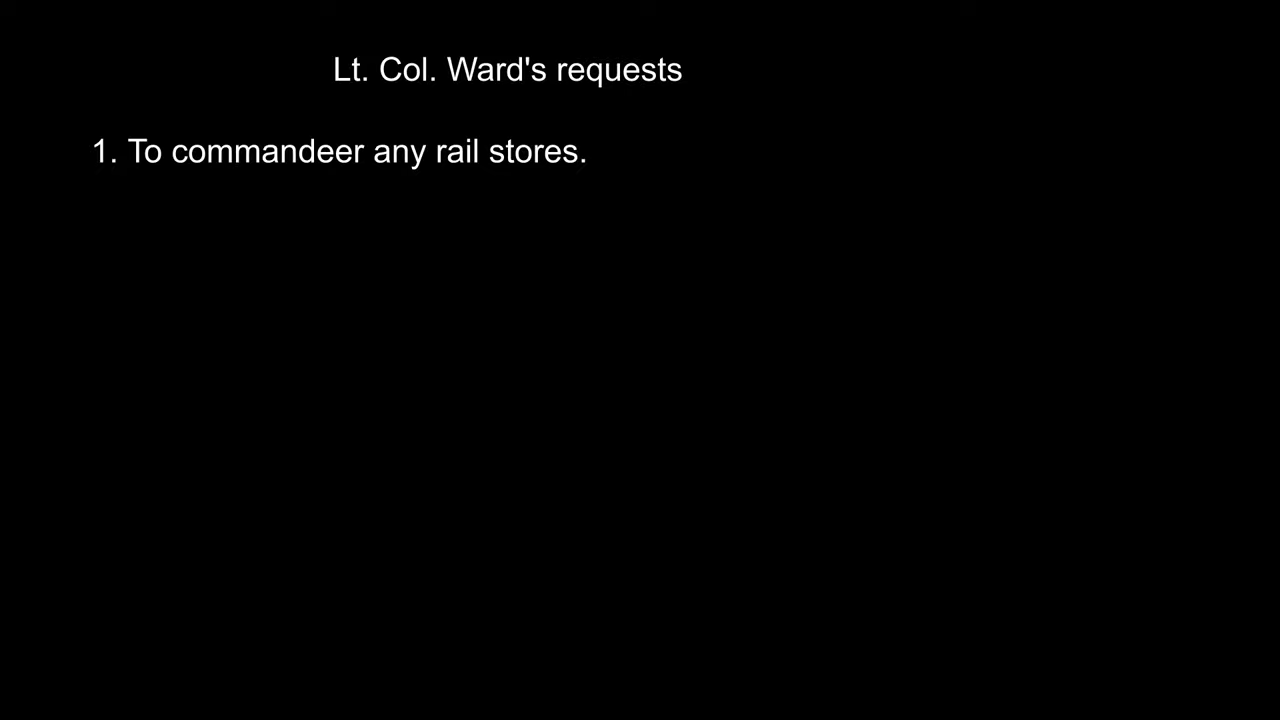 Lt. Col. Ward's requests
1. To commandeer any rail stores.